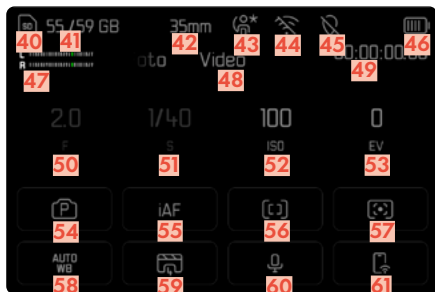 SD 55/59 GB 35mm
40 41 42 43 44 45 46
L
R
oto Video 00:00:00.00
47 48 49
2.0 1/40 100 0
F S ISO EV
50 51 52 53
P iAF
54 55 56 57
AUTO
WB
58 59 60 61